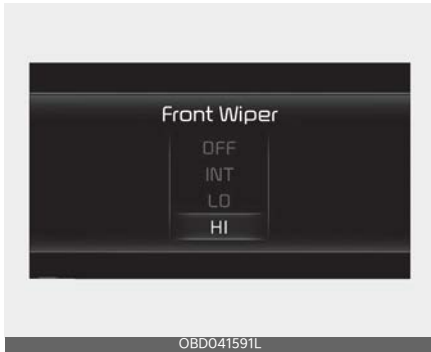 Front Wiper
OFF
INT
LO
HI
OBD041591L